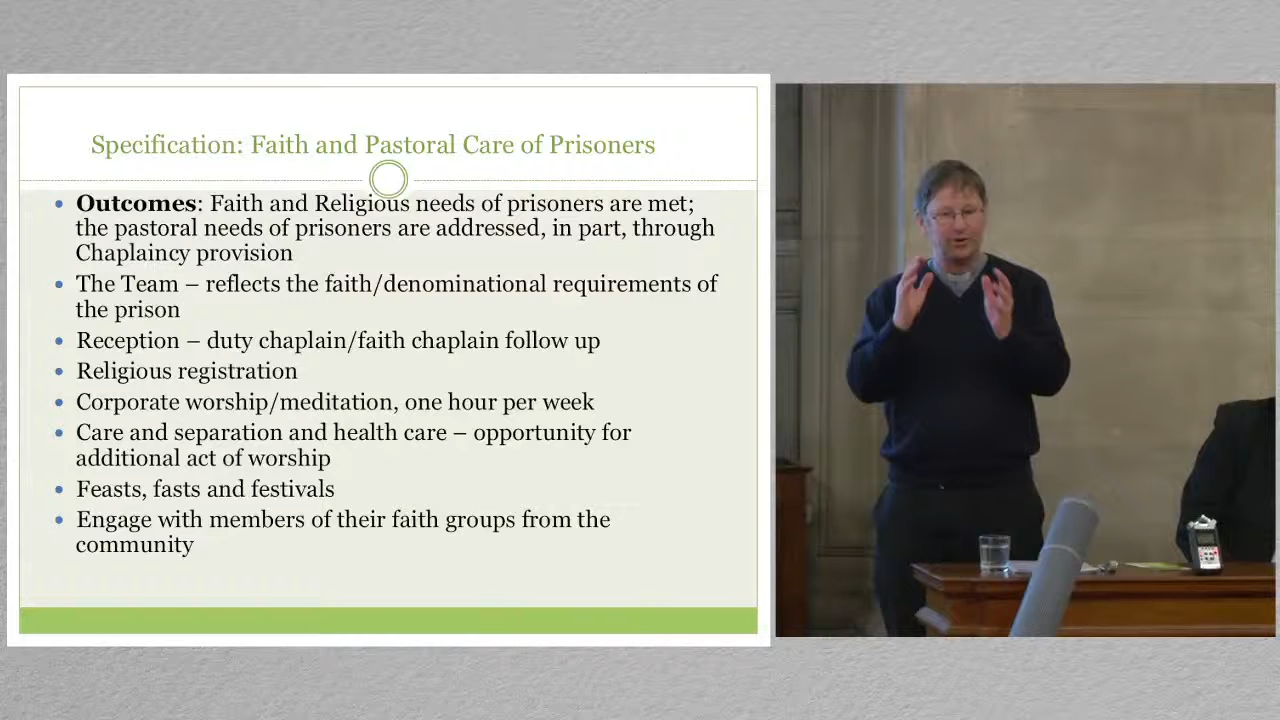 Specification: Faith and Pastoral Care of Prisoners
Outcomes: Faith and Religious needs of prisoners are met;
the pastoral needs of prisoners are addressed, in part, through
Chaplaincy provision
The Team – reflects the faith/denominational requirements of
the prison
Reception – duty chaplain/faith chaplain follow up
Religious registration
Corporate worship/meditation, one hour per week
Care and separation and health care – opportunity for
additional act of worship
Feasts, fasts and festivals
Engage with members of their faith groups from the
community